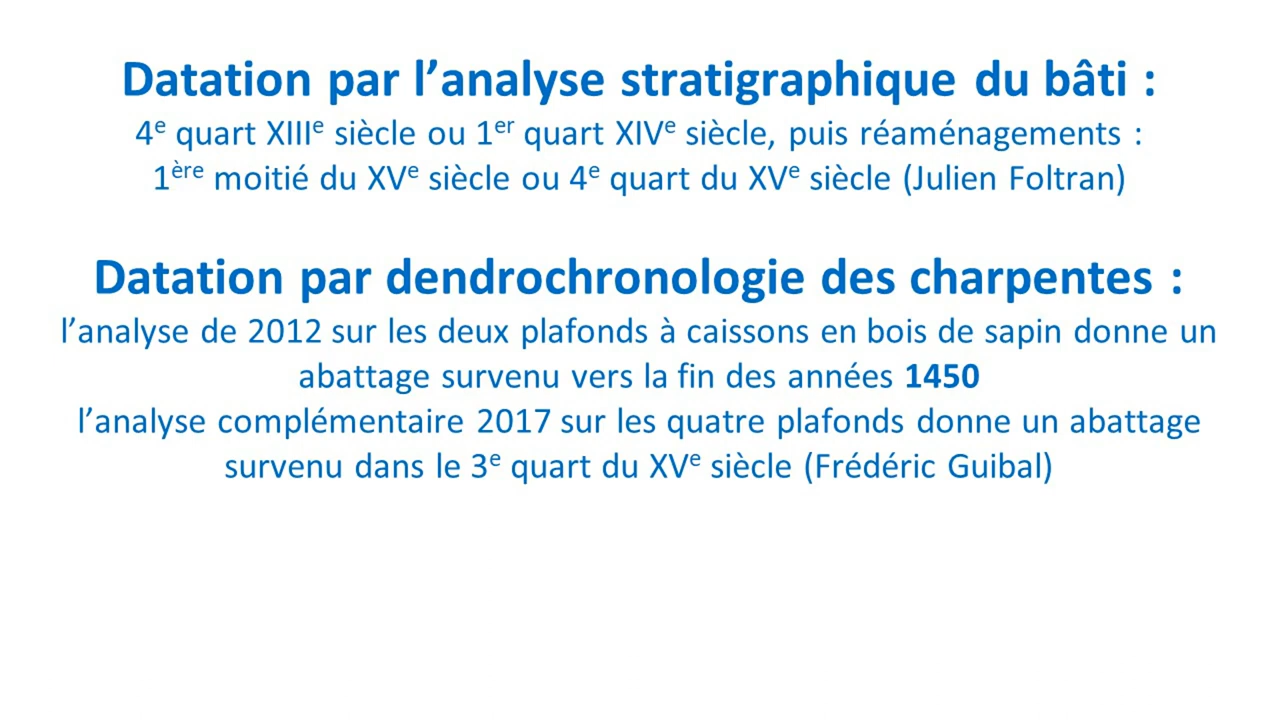 Datation par l’analyse stratigraphique du bâti :
4e quart XIIIe siècle ou 1er quart XIVe siècle, puis réaménagements :
1ère moitié du XVe siècle ou 4e quart du XVe siècle (Julien Foltran)
Datation par dendrochronologie des charpentes :
l’analyse de 2012 sur les deux plafonds à caissons en bois de sapin donne un
abattage survenu vers la fin des années 1450
l’analyse complémentaire 2017 sur les quatre plafonds donne un abattage
survenu dans le 3e quart du XVe siècle (Frédéric Guibal)